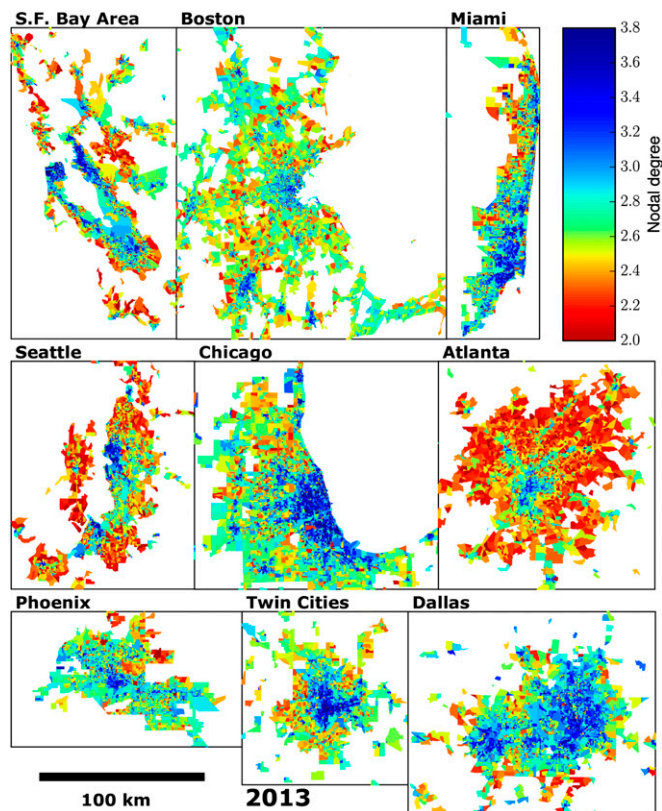 S.F. Bay Area
Boston
Miami
3.8
3.6
3.4
3.2
3.0
2.8
2.6
2.4
2.2
2.0
Nodal degree
Seattle
Chicago
Atlanta
Phoenix
Twin Cities
Dallas
100 km
2013